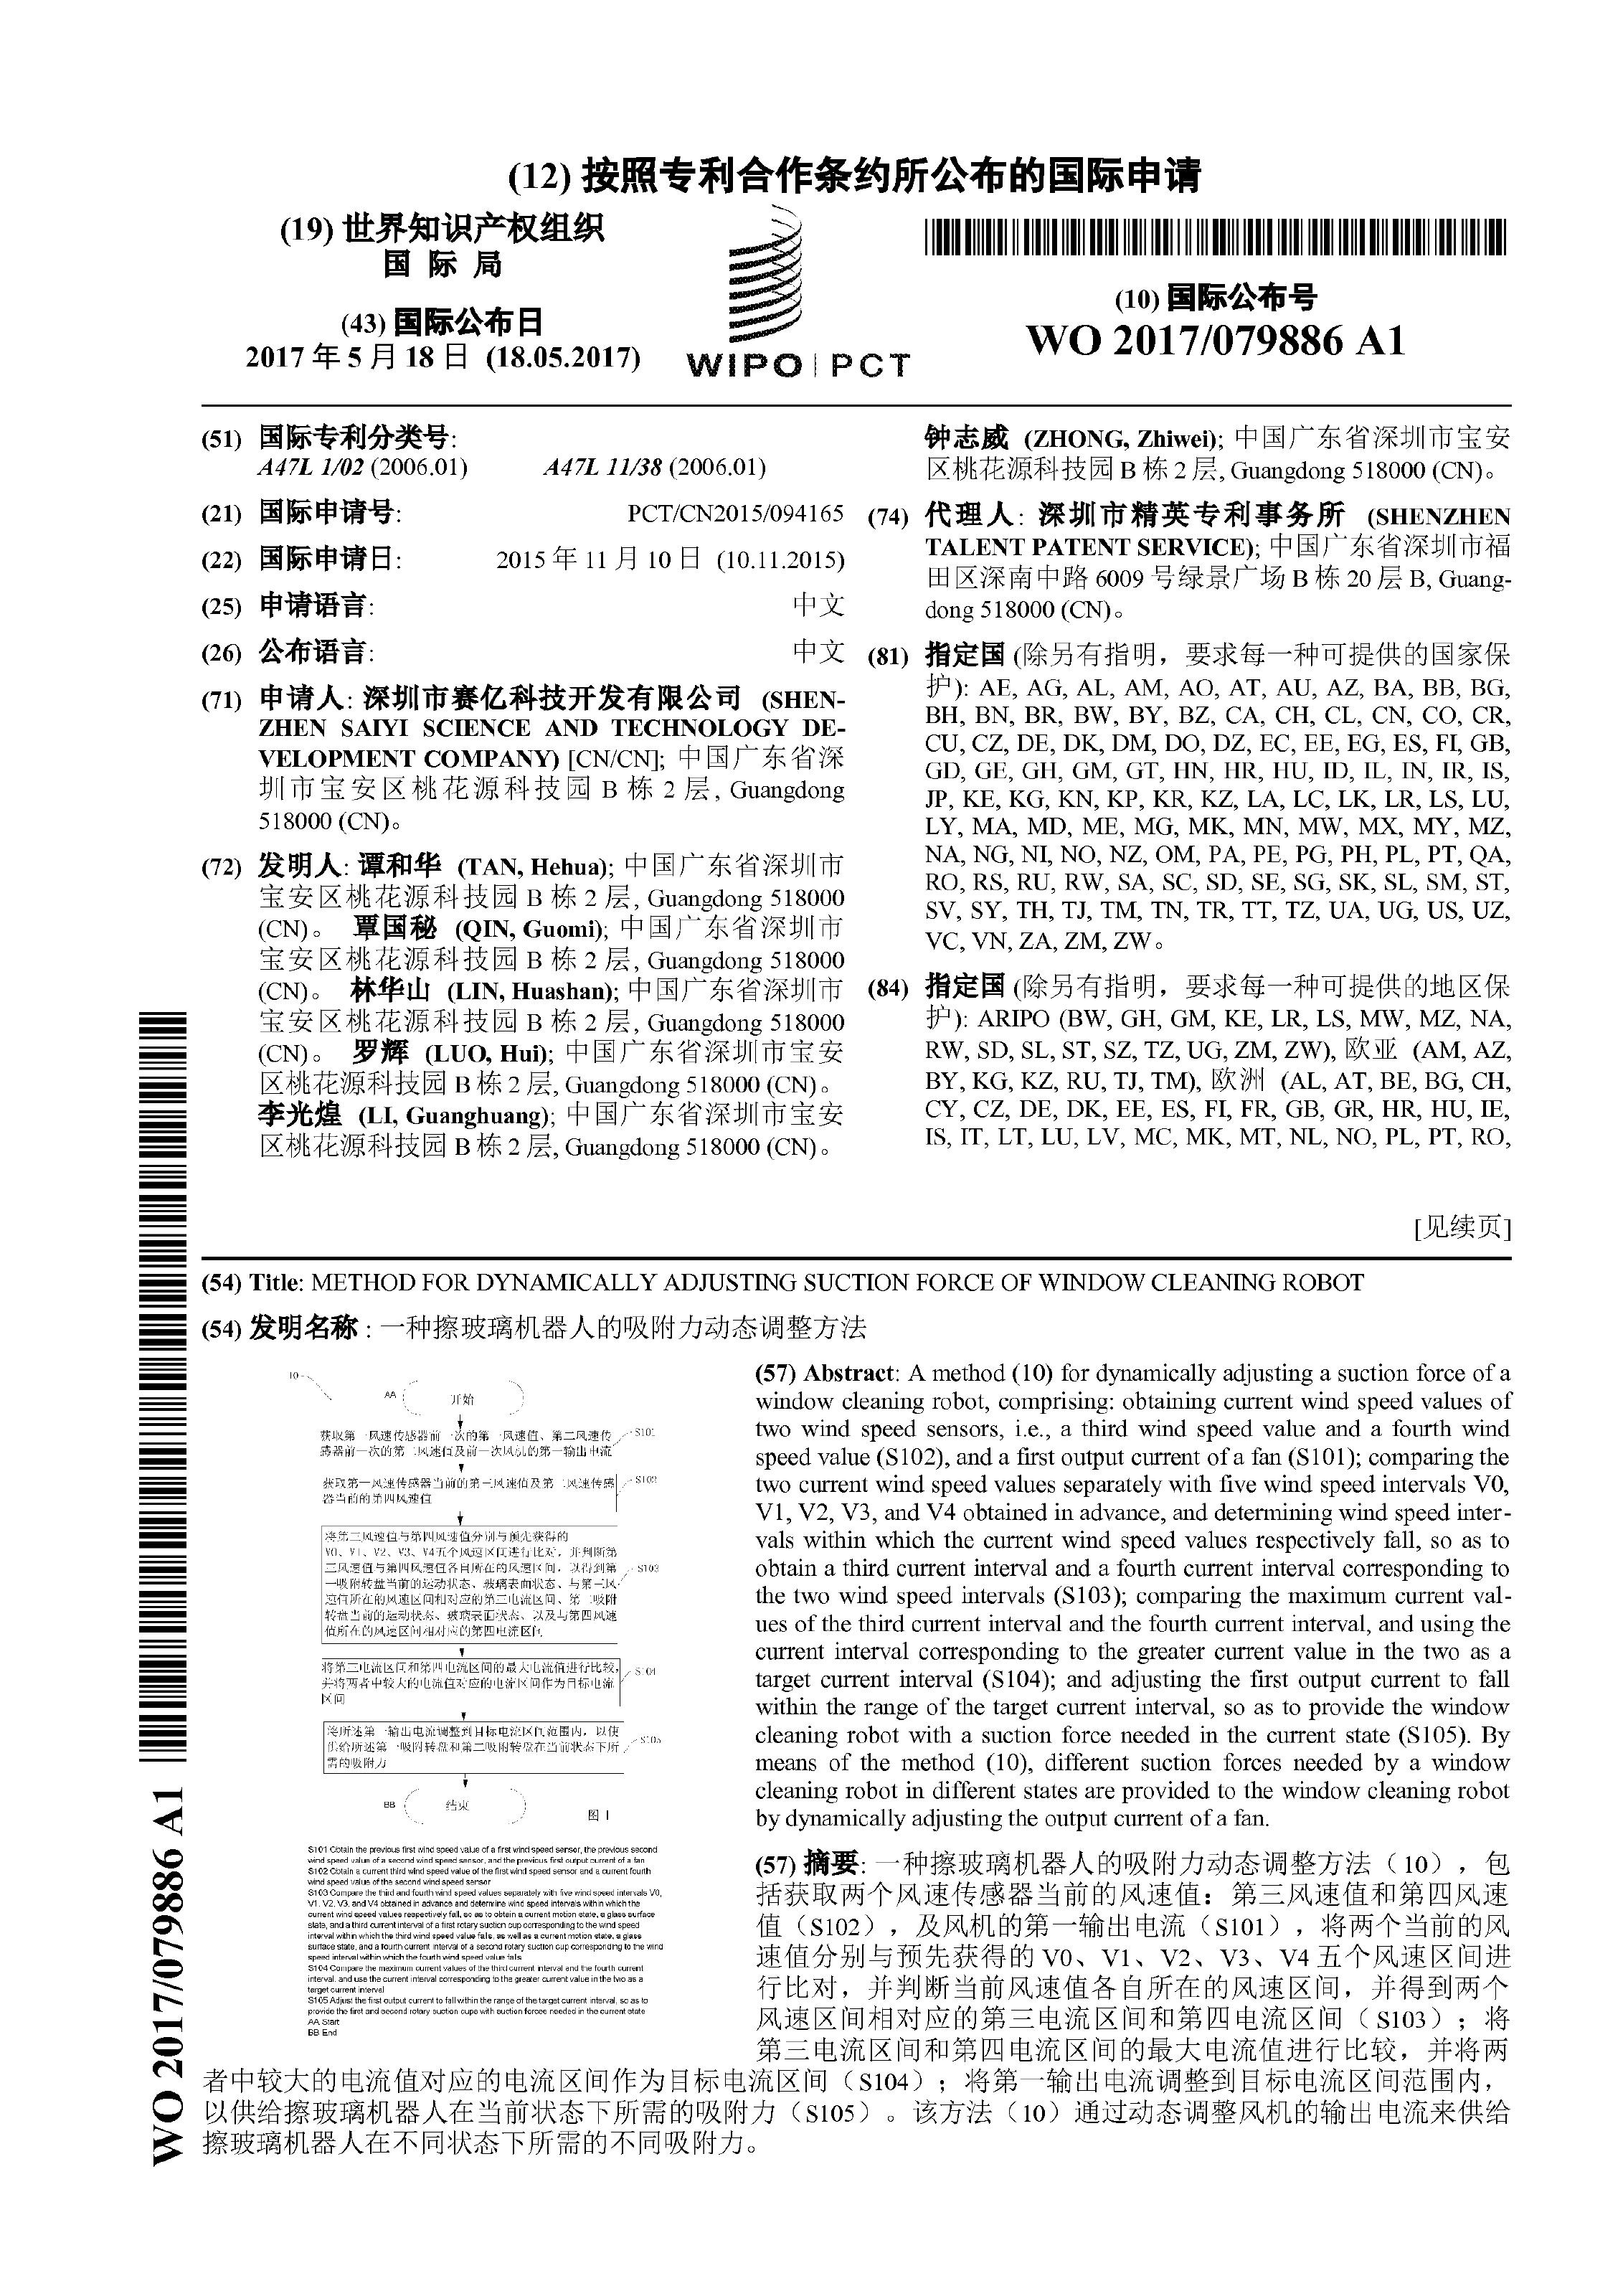 (12) 按照专利合作条约所公布的国际申请
(19) 世界知识产权组织
国 际 局
(43) 国际公布日
2017 年 5 月 18 日 (18.05.2017)
WIPO | PCT
(10) 国际公布号
WO 2017/079886 A1
(51) 国际专利分类号:
A47L 1/02 (2006.01) A47L 11/38 (2006.01)
(21) 国际申请号: PCT/CN2015/094165
(22) 国际申请日: 2015 年 11 月 10 日 (10.11.2015)
(25) 申请语言: 中文
(26) 公布语言: 中文
(71) 申请人: 深圳市赛亿科技开发有限公司 (SHEN-
ZHEN SAIYI SCIENCE AND TECHNOLOGY DE-
VELOPMENT COMPANY) [CN/CN]; 中国广东省深
圳市宝安区桃花源科技园 B 栋 2 层, Guangdong
518000 (CN)。
(72) 发明人: 谭和华 (TAN, Hehua); 中国广东省深圳市
宝安区桃花源科技园 B 栋 2 层, Guangdong 518000
(CN)。 覃国秘 (QIN, Guomi); 中国广东省深圳市
宝安区桃花源科技园 B 栋 2 层, Guangdong 518000
(CN)。 林华山 (LIN, Huashan); 中国广东省深圳市
宝安区桃花源科技园 B 栋 2 层, Guangdong 518000
(CN)。 罗辉 (LUO, Hui); 中国广东省深圳市宝安
区桃花源科技园 B 栋 2 层, Guangdong 518000 (CN)。
李光煌 (LI, Guanghuang); 中国广东省深圳市宝安
区桃花源科技园 B 栋 2 层, Guangdong 518000 (CN)。
钟志威 (ZHONG, Zhiwei); 中国广东省深圳市宝安
区桃花源科技园 B 栋 2 层, Guangdong 518000 (CN)。
(74) 代理人: 深圳市精英专利事务所 (SHENZHEN
TALENT PATENT SERVICE); 中国广东省深圳市福
田区深南中路 6009 号绿景广场 B 栋 20 层 B, Guang-
dong 518000 (CN)。
(81) 指定国 (除另有指明，要求每一种可提供的国家保
护): AE, AG, AL, AM, AO, AT, AU, AZ, BA, BB, BG,
BH, BN, BR, BW, BY, BZ, CA, CH, CL, CN, CO, CR,
CU, CZ, DE, DK, DM, DO, DZ, EC, EE, EG, ES, FI, GB,
GD, GE, GH, GM, GT, HN, HR, HU, ID, IL, IN, IR, IS,
JP, KE, KG, KN, KP, KR, KZ, LA, LC, LK, LR, LS, LU,
LY, MA, MD, ME, MG, MK, MN, MW, MX, MY, MZ,
NA, NG, NI, NO, NZ, OM, PA, PE, PG, PH, PL, PT, QA,
RO, RS, RU, RW, SA, SC, SD, SE, SG, SK, SL, SM, ST,
SV, SY, TH, TJ, TM, TN, TR, TT, TZ, UA, UG, US, UZ,
VC, VN, ZA, ZM, ZW。
(84) 指定国 (除另有指明，要求每一种可提供的地区保
护): ARIPO (BW, GH, GM, KE, LR, LS, MW, MZ, NA,
RW, SD, SL, ST, SZ, TZ, UG, ZM, ZW), 欧亚 (AM, AZ,
BY, KG, KZ, RU, TJ, TM), 欧洲 (AL, AT, BE, BG, CH,
CY, CZ, DE, DK, EE, ES, FI, FR, GB, GR, HR, HU, IE,
IS, IT, LT, LU, LV, MC, MK, MT, NL, NO, PL, PT, RO,
[见续页]
(54) Title: METHOD FOR DYNAMICALLY ADJUSTING SUCTION FORCE OF WINDOW CLEANING ROBOT
(54) 发明名称 : 一种擦玻璃机器人的吸附力动态调整方法
10
AA 开始
获取第一风速传感器前一次的第一风速值、第二风速传 S101
感器前一次的第二风速值及前一次风机的第一输出电流
获取第一风速传感器当前的第三风速值及第二风速传感 S102
器当前的第四风速值
将第三风速值与第四风速值分别与预先获得的
V0、V1、V2、V3、V4五个风速区间进行比对，并判断第
三风速值与第四风速值各自所在的风速区间，以得到第 S103
一吸附转盘当前的运动状态、玻璃表面状态、与第三风
速值所在的风速区间相对应的第三电流区间、第二吸附
转盘当前的运动状态、玻璃表面状态、以及与第四风速
值所在的风速区间相对应的第四电流区间
将第三电流区间和第四电流区间的最大电流值进行比较, S104
并将两者中较大的电流值对应的电流区间作为目标电流
区间
将所述第一输出电流调整到目标电流区间范围内，以使
供给所述第一吸附转盘和第二吸附转盘在当前状态下所 S105
需的吸附力
BB 结束
图 1
S101 Obtain the previous first wind speed value of a first wind speed sensor, the previous second
wind speed value of a second wind speed sensor, and the previous first output current of a fan
S102 Obtain a current third wind speed value of the first wind speed sensor and a current fourth
wind speed value of the second wind speed sensor
S103 Compare the third and fourth wind speed values separately with five wind speed intervals V0,
V1, V2, V3, and V4 obtained in advance and determine wind speed intervals within which the
current wind speed values respectively fall, so as to obtain a current motion state, a glass surface
state, and a third current interval of a first rotary suction cup corresponding to the wind speed
interval within which the third wind speed value falls, as well as a current motion state, a glass
surface state, and a fourth current interval of a second rotary suction cup corresponding to the wind
speed interval within which the fourth wind speed value falls
S104 Compare the maximum current values of the third current interval and the fourth current
interval, and use the current interval corresponding to the greater current value in the two as a
target current interval
S105 Adjust the first output current to fall within the range of the target current interval, so as to
provide the first and second rotary suction cups with suction forces needed in the current state
AA Start
BB End
(57) Abstract: A method (10) for dynamically adjusting a suction force of a
window cleaning robot, comprising: obtaining current wind speed values of
two wind speed sensors, i.e., a third wind speed value and a fourth wind
speed value (S102), and a first output current of a fan (S101); comparing the
two current wind speed values separately with five wind speed intervals V0,
V1, V2, V3, and V4 obtained in advance, and determining wind speed inter-
vals within which the current wind speed values respectively fall, so as to
obtain a third current interval and a fourth current interval corresponding to
the two wind speed intervals (S103); comparing the maximum current val-
ues of the third current interval and the fourth current interval, and using the
current interval corresponding to the greater current value in the two as a
target current interval (S104); and adjusting the first output current to fall
within the range of the target current interval, so as to provide the window
cleaning robot with a suction force needed in the current state (S105). By
means of the method (10), different suction forces needed by a window
cleaning robot in different states are provided to the window cleaning robot
by dynamically adjusting the output current of a fan.
(57) 摘要: 一种擦玻璃机器人的吸附力动态调整方法（10），包
括获取两个风速传感器当前的风速值：第三风速值和第四风速
值（S102），及风机的第一输出电流（S101），将两个当前的风
速值分别与预先获得的 V0、V1、V2、V3、V4 五个风速区间进
行比对，并判断当前风速值各自所在的风速区间，并得到两个
风速区间相对应的第三电流区间和第四电流区间（S103）；将
第三电流区间和第四电流区间的最大电流值进行比较，并将两
者中较大的电流值对应的电流区间作为目标电流区间（S104）；将第一输出电流调整到目标电流区间范围内，
以供给擦玻璃机器人在当前状态下所需的吸附力（S105）。该方法（10）通过动态调整风机的输出电流来供给
擦玻璃机器人在不同状态下所需的不同吸附力。
WO 2017/079886 A1